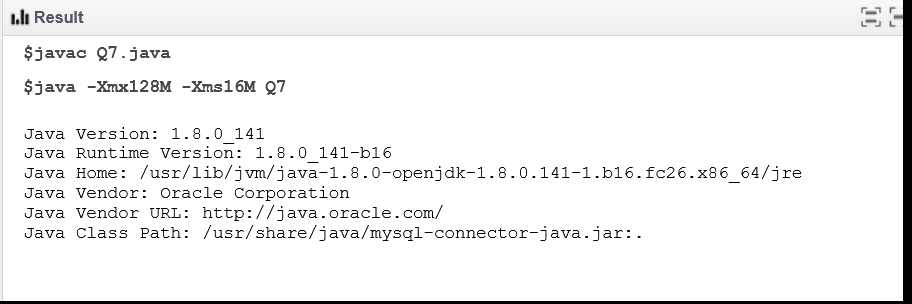 Result
$javac Q7.java
$java -Xmx128M -Xms16M Q7
Java Version: 1.8.0_141
Java Runtime Version: 1.8.0_141-b16
Java Home: /usr/lib/jvm/java-1.8.0-openjdk-1.8.0.141-1.b16.fc26.x86_64/jre
Java Vendor: Oracle Corporation
Java Vendor URL: http://java.oracle.com/
Java Class Path: /usr/share/java/mysql-connector-java.jar:.